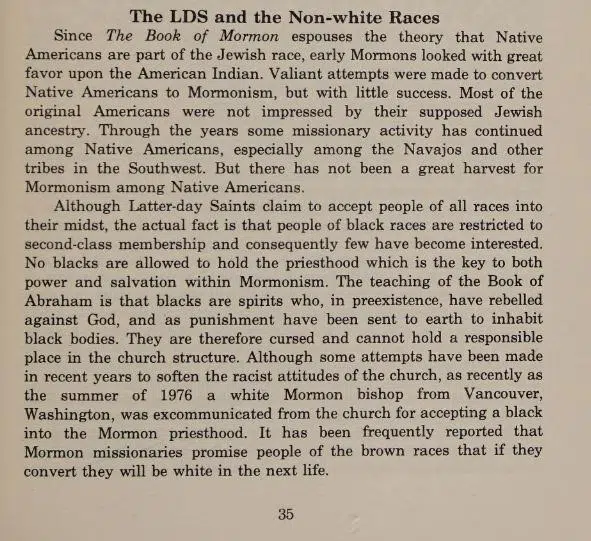 The LDS and the Non-white Races
Since The Book of Mormon espouses the theory that Native
Americans are part of the Jewish race, early Mormons looked with great
favor upon the American Indian. Valiant attempts were made to convert
Native Americans to Mormonism, but with little success. Most of the
original Americans were not impressed by their supposed Jewish
ancestry. Through the years some missionary activity has continued
among Native Americans, especially among the Navajos and other
tribes in the Southwest. But there has not been a great harvest for
Mormonism among Native Americans.
Although Latter-day Saints claim to accept people of all races into
their midst, the actual fact is that people of black races are restricted to
second-class membership and consequently few have become interested.
No blacks are allowed to hold the priesthood which is the key to both
power and salvation within Mormonism. The teaching of the Book of
Abraham is that blacks are spirits who, in preexistence, have rebelled
against God, and as punishment have been sent to earth to inhabit
black bodies. They are therefore cursed and cannot hold a responsible
place in the church structure. Although some attempts have been made
in recent years to soften the racist attitudes of the church, as recently as
the summer of 1976 a white Mormon bishop from Vancouver,
Washington, was excommunicated from the church for accepting a black
into the Mormon priesthood. It has been frequently reported that
Mormon missionaries promise people of the brown races that if they
convert they will be white in the next life.
35